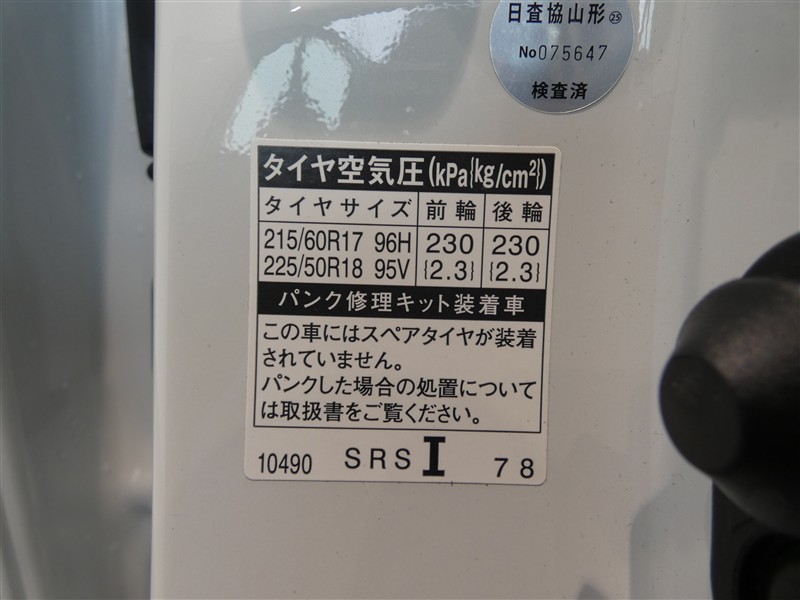 日査協山形㉕
No075647
検査済
タイヤ空気圧(kPa{kg/cm²})
タイヤサイズ 前輪 後輪
215/60R17 96H 230 230
225/50R18 95V {2.3} {2.3}
パンク修理キット装着車
この車にはスペアタイヤが装着
されていません。
パンクした場合の処置について
は取扱書をご覧ください。
10490 SRS I 78